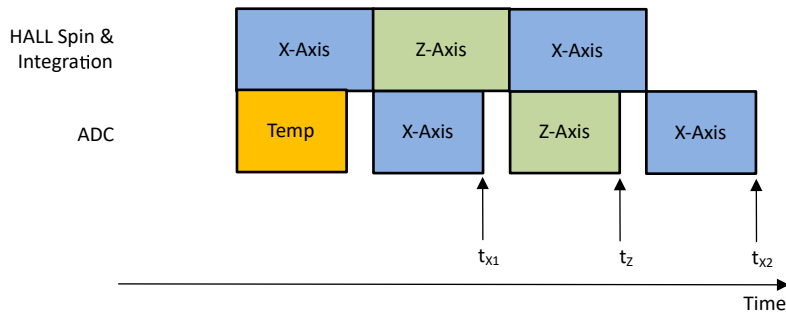 HALL Spin &
Integration
X-Axis
Z-Axis
X-Axis
ADC
Temp
X-Axis
Z-Axis
X-Axis
tX1
tZ
tX2
Time